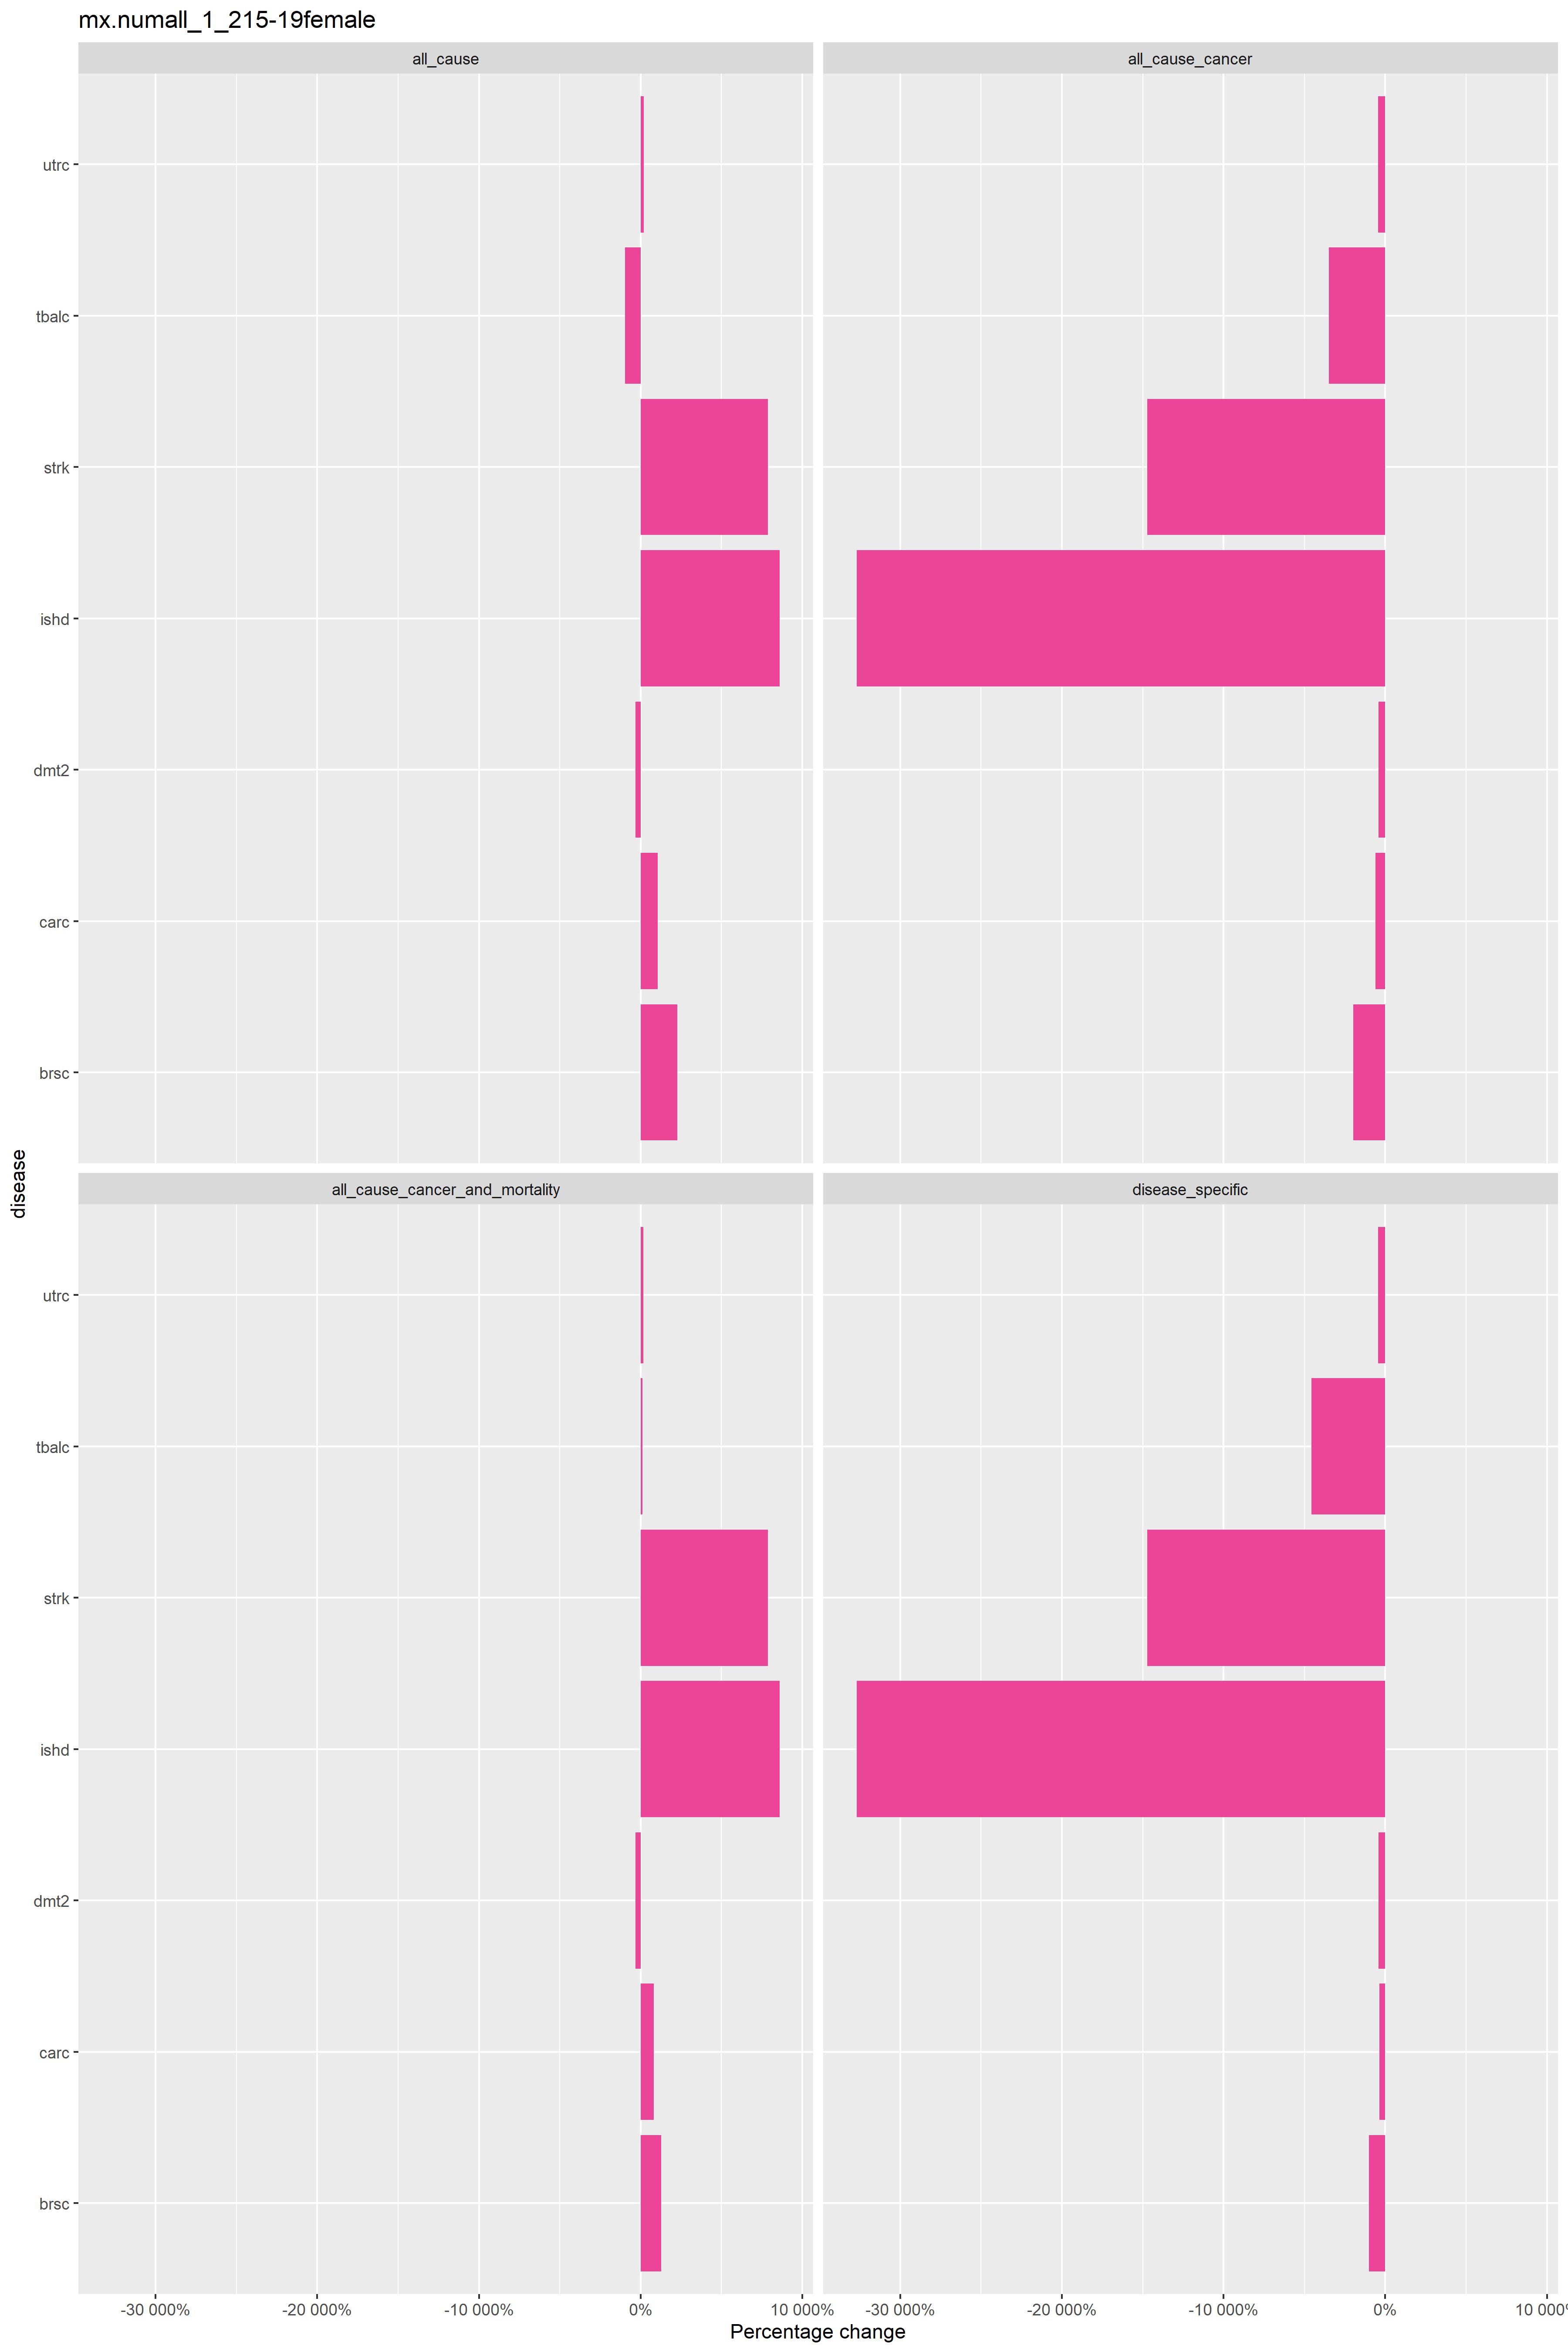 mx.numall_1_215-19female
all_cause
all_cause_cancer
utrc
tbalc
strk
ishd
dmt2
carc
brsc
disease
all_cause_cancer_and_mortality
disease_specific
utrc
tbalc
strk
ishd
dmt2
carc
brsc
-30 000% -20 000% -10 000% 0% 10 000% -30 000% -20 000% -10 000% 0% 10 000%
Percentage change